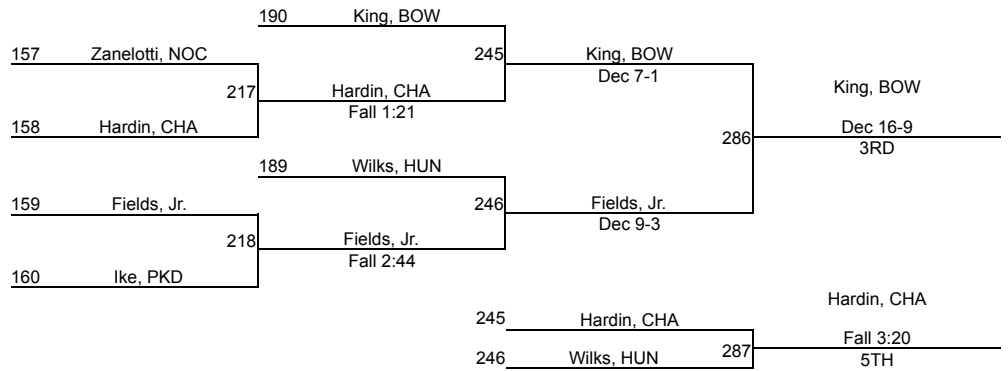 190 King, BOW
157 Zanelotti, NOC
245
King, BOW
Dec 7-1
217
Hardin, CHA
Fall 1:21
King, BOW
158 Hardin, CHA
286
Dec 16-9
3RD
189 Wilks, HUN
159 Fields, Jr.
246
Fields, Jr.
Dec 9-3
218
Fields, Jr.
Fall 2:44
160 Ike, PKD
Hardin, CHA
245 Hardin, CHA
287
Fall 3:20
5TH
246 Wilks, HUN